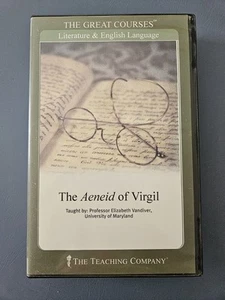 THE GREAT COURSES®
Literature & English Language
The Aeneid of Virgil
Taught by: Professor Elizabeth Vandiver,
University of Maryland
THE TEACHING COMPANY®